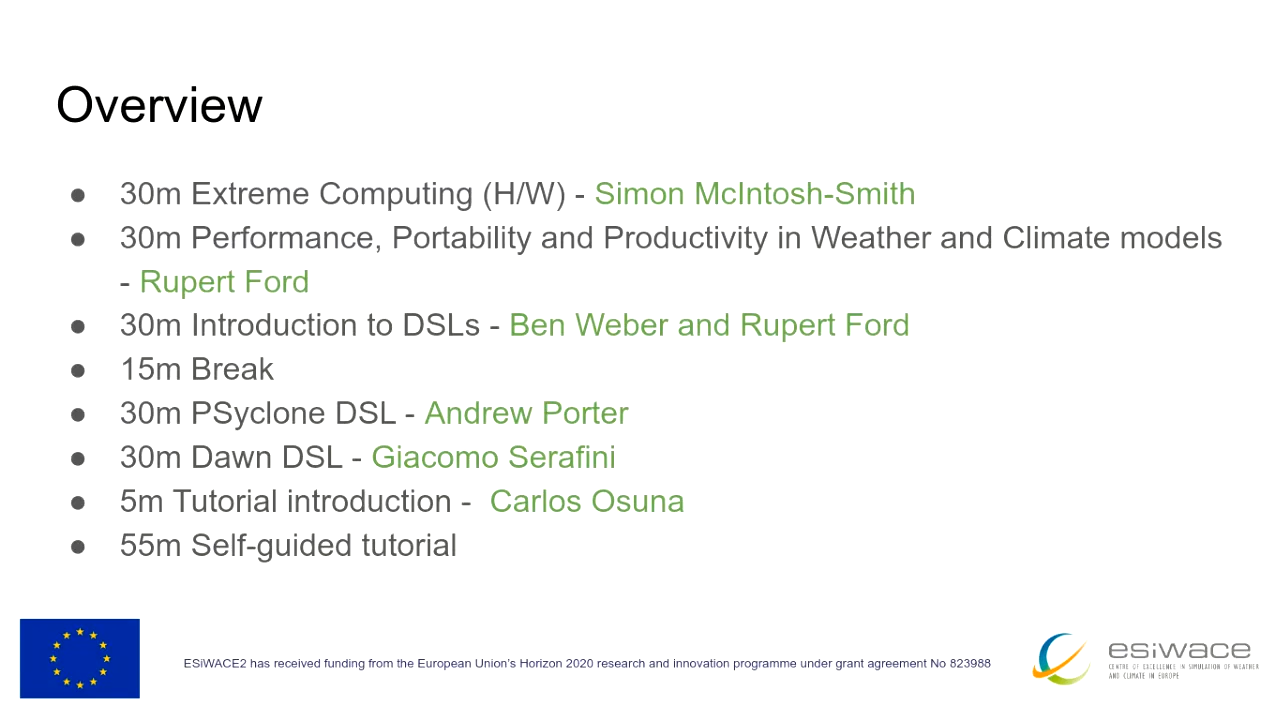 Overview
● 30m Extreme Computing (H/W) - Simon McIntosh-Smith
● 30m Performance, Portability and Productivity in Weather and Climate models
- Rupert Ford
● 30m Introduction to DSLs - Ben Weber and Rupert Ford
● 15m Break
● 30m PSyclone DSL - Andrew Porter
● 30m Dawn DSL - Giacomo Serafini
● 5m Tutorial introduction -  Carlos Osuna
● 55m Self-guided tutorial
ESiWACE2 has received funding from the European Union's Horizon 2020 research and innovation programme under grant agreement No 823988
esiwace
CENTRE OF EXCELLENCE IN SIMULATION OF WEATHER
AND CLIMATE IN EUROPE